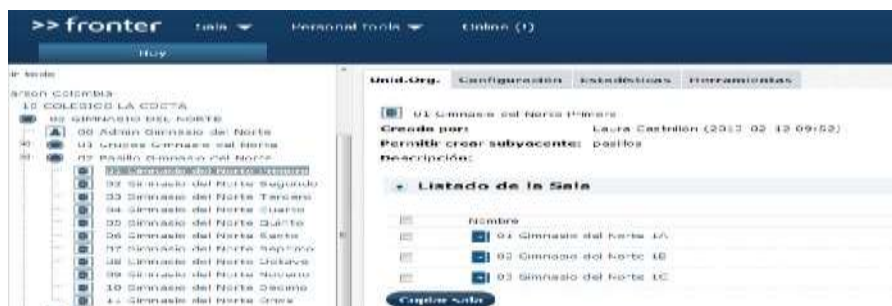 >>fronter Sala Personal tools Online (1)
Hoy
10 COLEGIO LA COSTA
02 GIMNASIO DEL NORTE
00 Admin Gimnasio del Norte
01 Grupos Gimnasio del Norte
02 Pasillo Gimnasio del Norte
01 Gimnasio del Norte Primero
02 Gimnasio del Norte Segundo
03 Gimnasio del Norte Tercero
04 Gimnasio del Norte Cuarto
05 Gimnasio del Norte Quinto
06 Gimnasio del Norte Sexto
07 Gimnasio del Norte Septimo
08 Gimnasio del Norte Octavo
09 Gimnasio del Norte Noveno
10 Gimnasio del Norte Decimo
11 Gimnasio del Norte Once
Unid.Org. Configuración Estadísticas Herramientas
01 Gimnasio del Norte Primero
Creado por: Laura Castrillon (2013-02-12 09:52)
Permitir crear subyacente: pasillos
Descripción:
Listado de la Sala
Nombre
01 Gimnasio del Norte 1A
02 Gimnasio del Norte 1B
03 Gimnasio del Norte 1C
Copiar sala